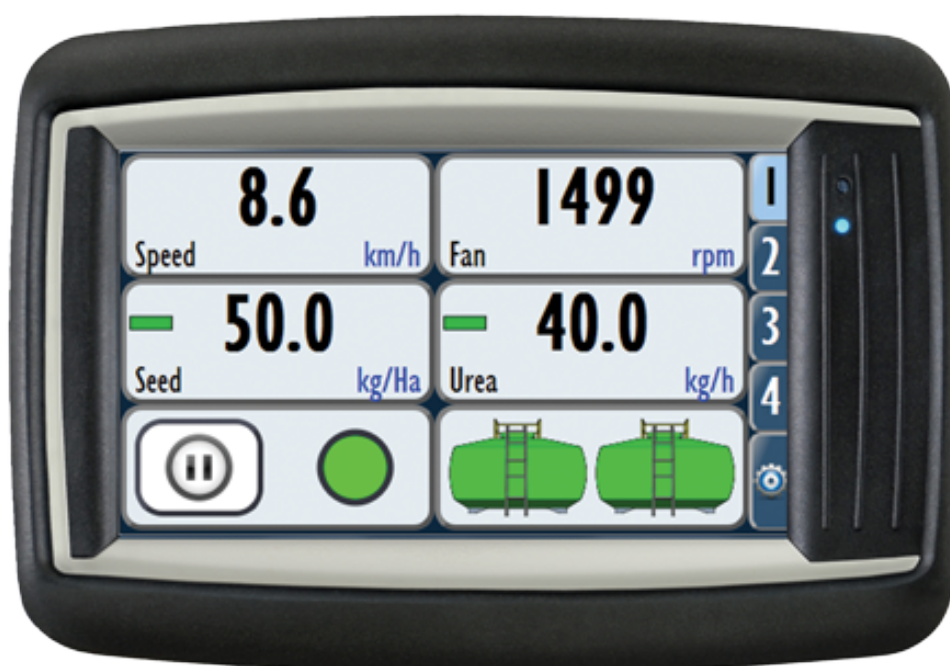 8.6
Speed km/h
1499
Fan rpm
50.0
Seed kg/Ha
40.0
Urea kg/h
1
2
3
4